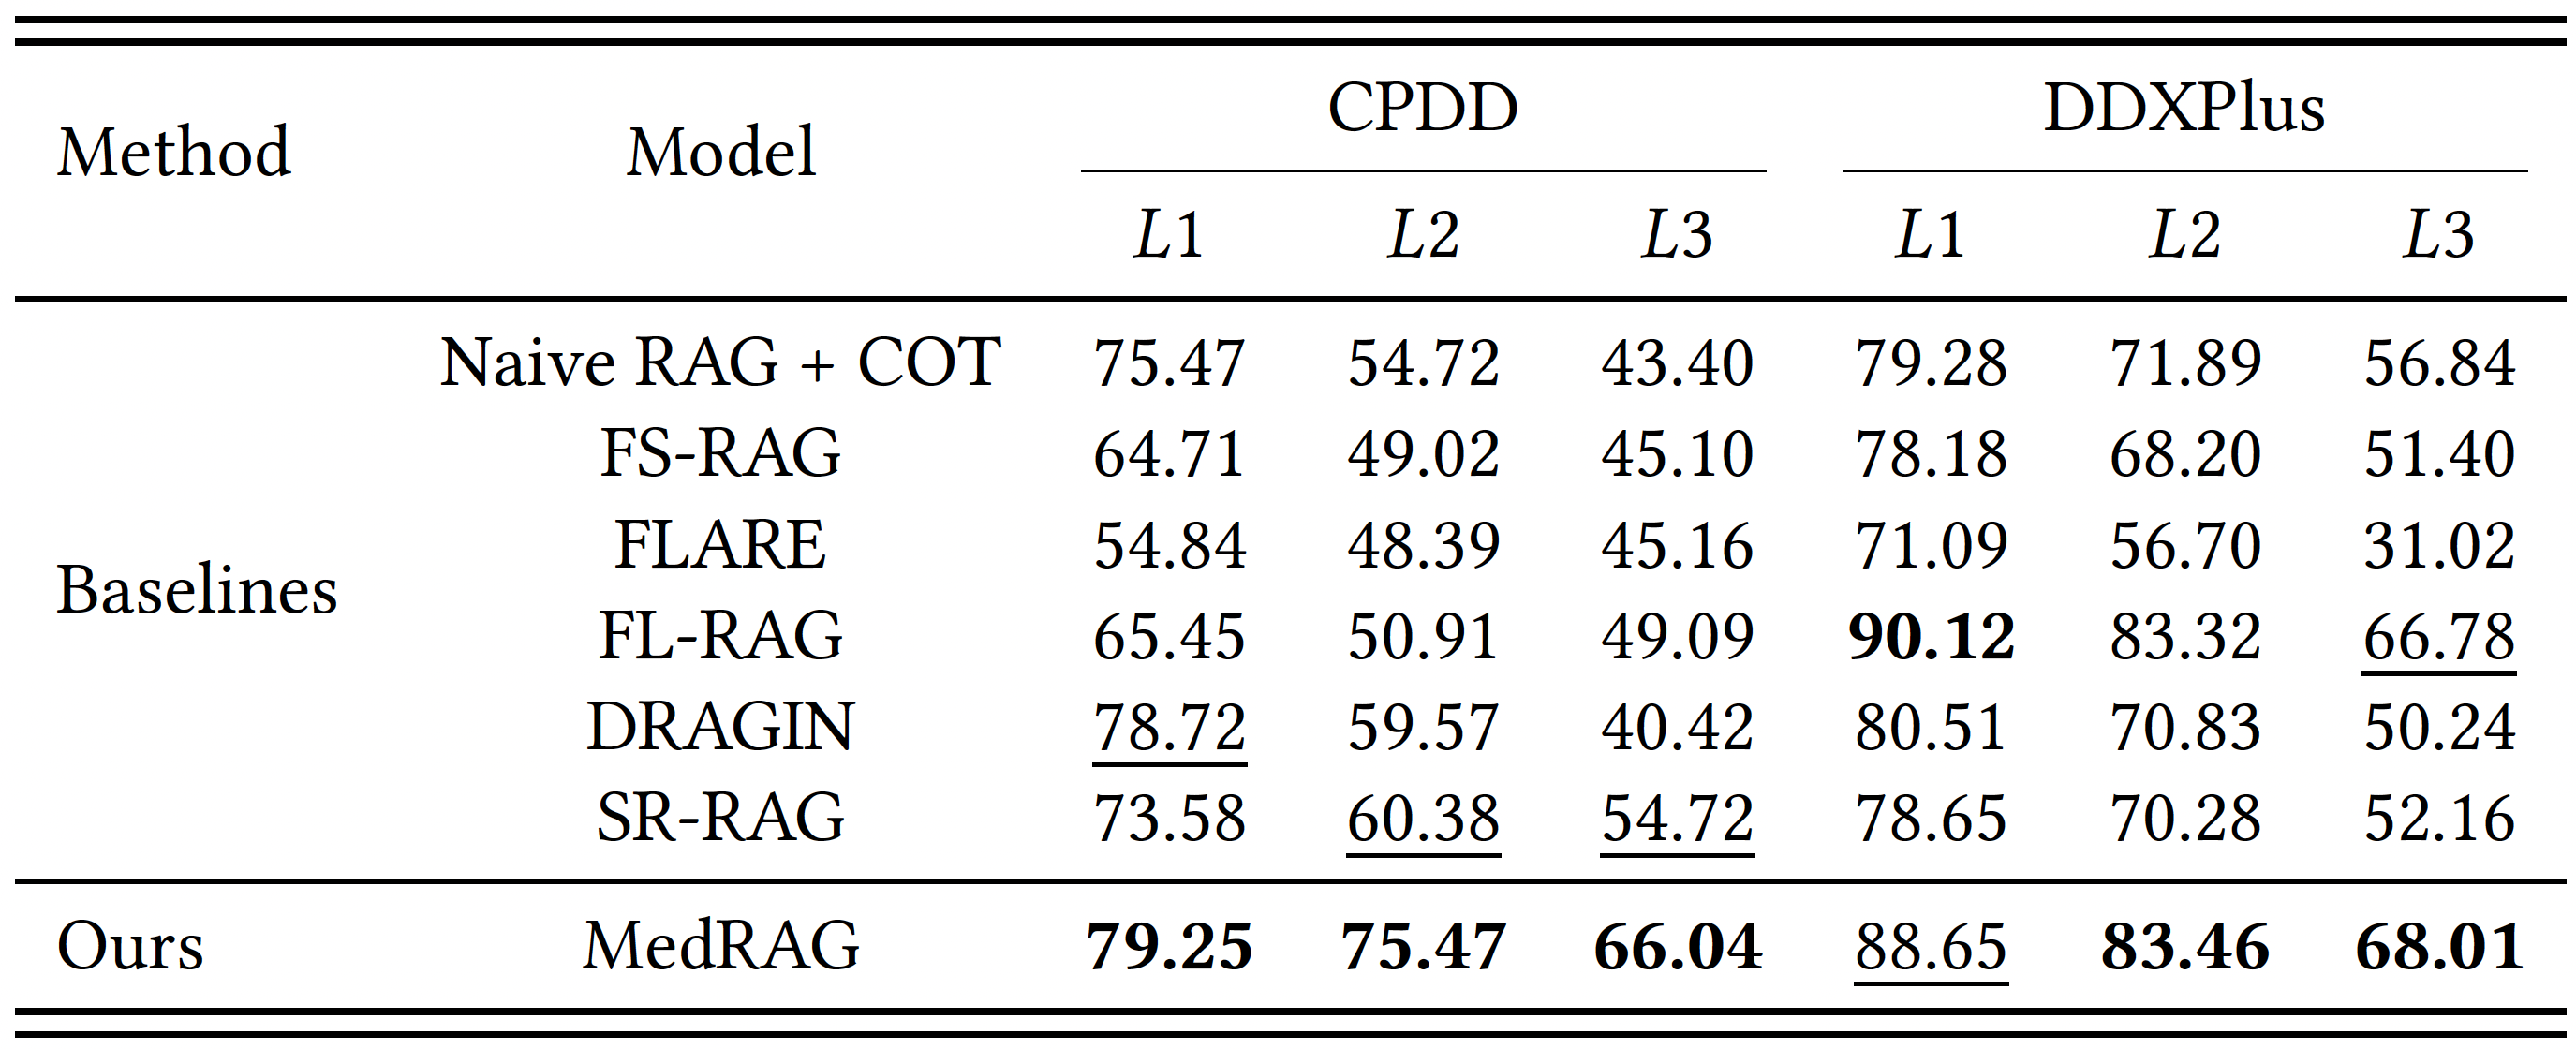 CPDD DDXPlus
Method Model
L1 L2 L3 L1 L2 L3
Naive RAG + COT 75.47 54.72 43.40 79.28 71.89 56.84
FS-RAG 64.71 49.02 45.10 78.18 68.20 51.40
FLARE 54.84 48.39 45.16 71.09 56.70 31.02
Baselines
FL-RAG 65.45 50.91 49.09 90.12 83.32 66.78
DRAGIN 78.72 59.57 40.42 80.51 70.83 50.24
SR-RAG 73.58 60.38 54.72 78.65 70.28 52.16
Ours MedRAG 79.25 75.47 66.04 88.65 83.46 68.01